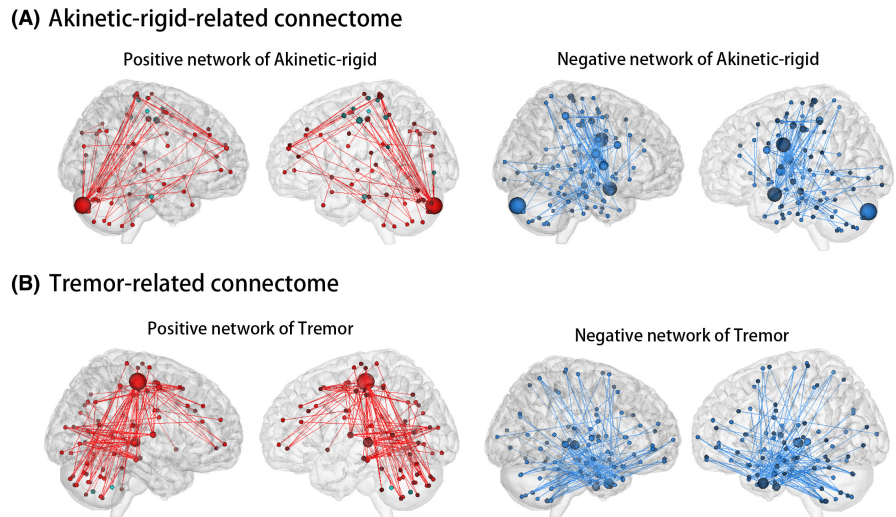 (A) Akinetic-rigid-related connectome
Positive network of Akinetic-rigid
Negative network of Akinetic-rigid
(B) Tremor-related connectome
Positive network of Tremor
Negative network of Tremor